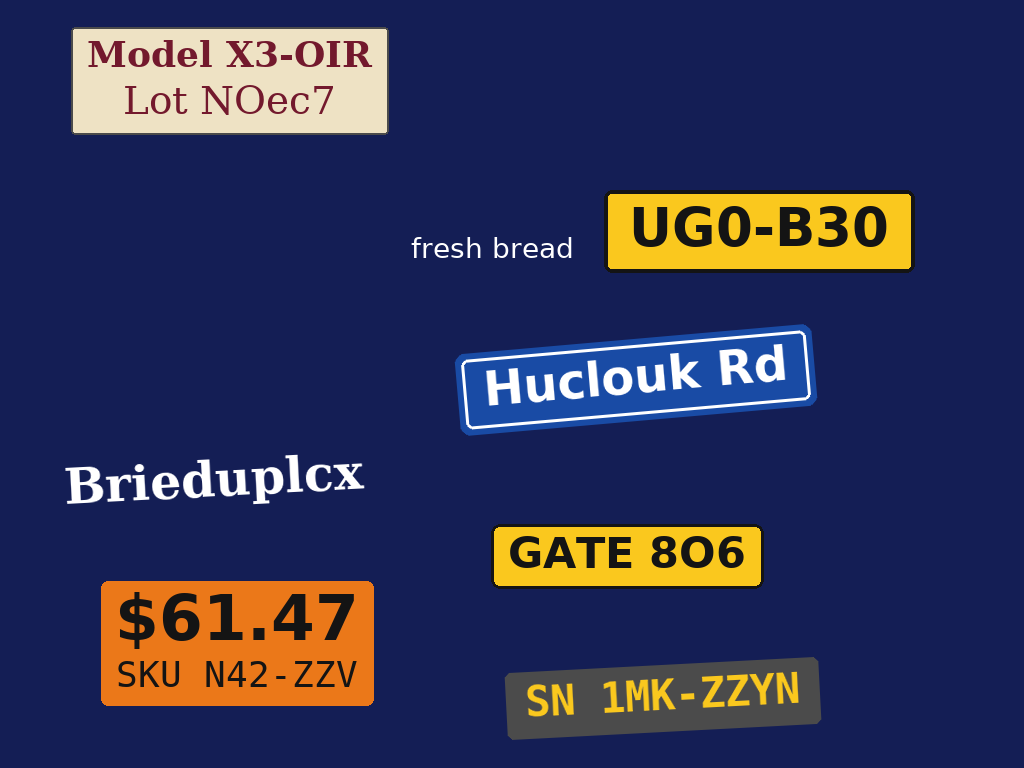 Model X3-OIR
Lot NOec7
fresh bread
UG0-B30
Huclouk Rd
Brieduplcx
GATE 8O6
$61.47
SKU N42-ZZV
SN 1MK-ZZYN